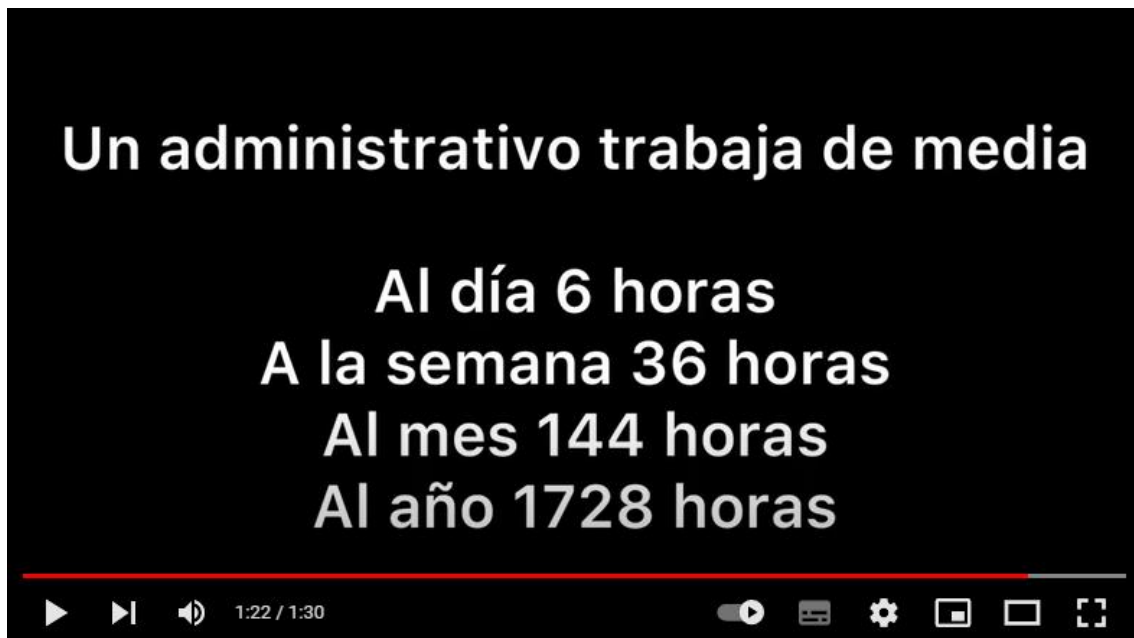 Un administrativo trabaja de media
Al día 6 horas
A la semana 36 horas
Al mes 144 horas
Al año 1728 horas
1:22 / 1:30